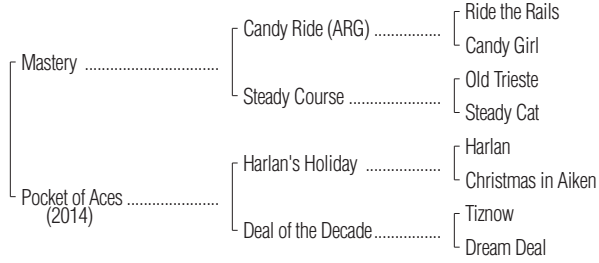 Ride the Rails
Candy Ride (ARG) ................
Candy Girl
Mastery ..................................
Old Trieste
Steady Course ......................
Steady Cat
Harlan
Harlan's Holiday ..................
Christmas in Aiken
Pocket of Aces .......................
(2014)
Tiznow
Deal of the Decade ................
Dream Deal